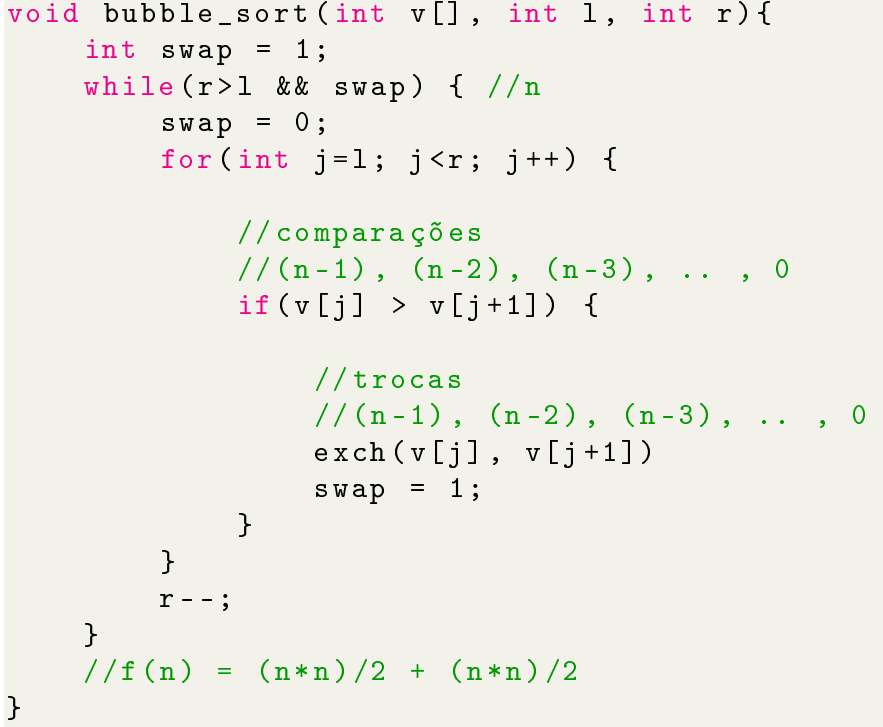 void bubble_sort(int v[], int l, int r){
    int swap = 1;
    while(r>l && swap) { //n
        swap = 0;
        for(int j=l; j<r; j++) {

            //comparações
            //(n-1), (n-2), (n-3), .. , 0
            if(v[j] > v[j+1]) {

                //trocas
                //(n-1), (n-2), (n-3), .. , 0
                exch(v[j], v[j+1])
                swap = 1;
            }
        }
        r--;
    }
    //f(n) = (n*n)/2 + (n*n)/2
}